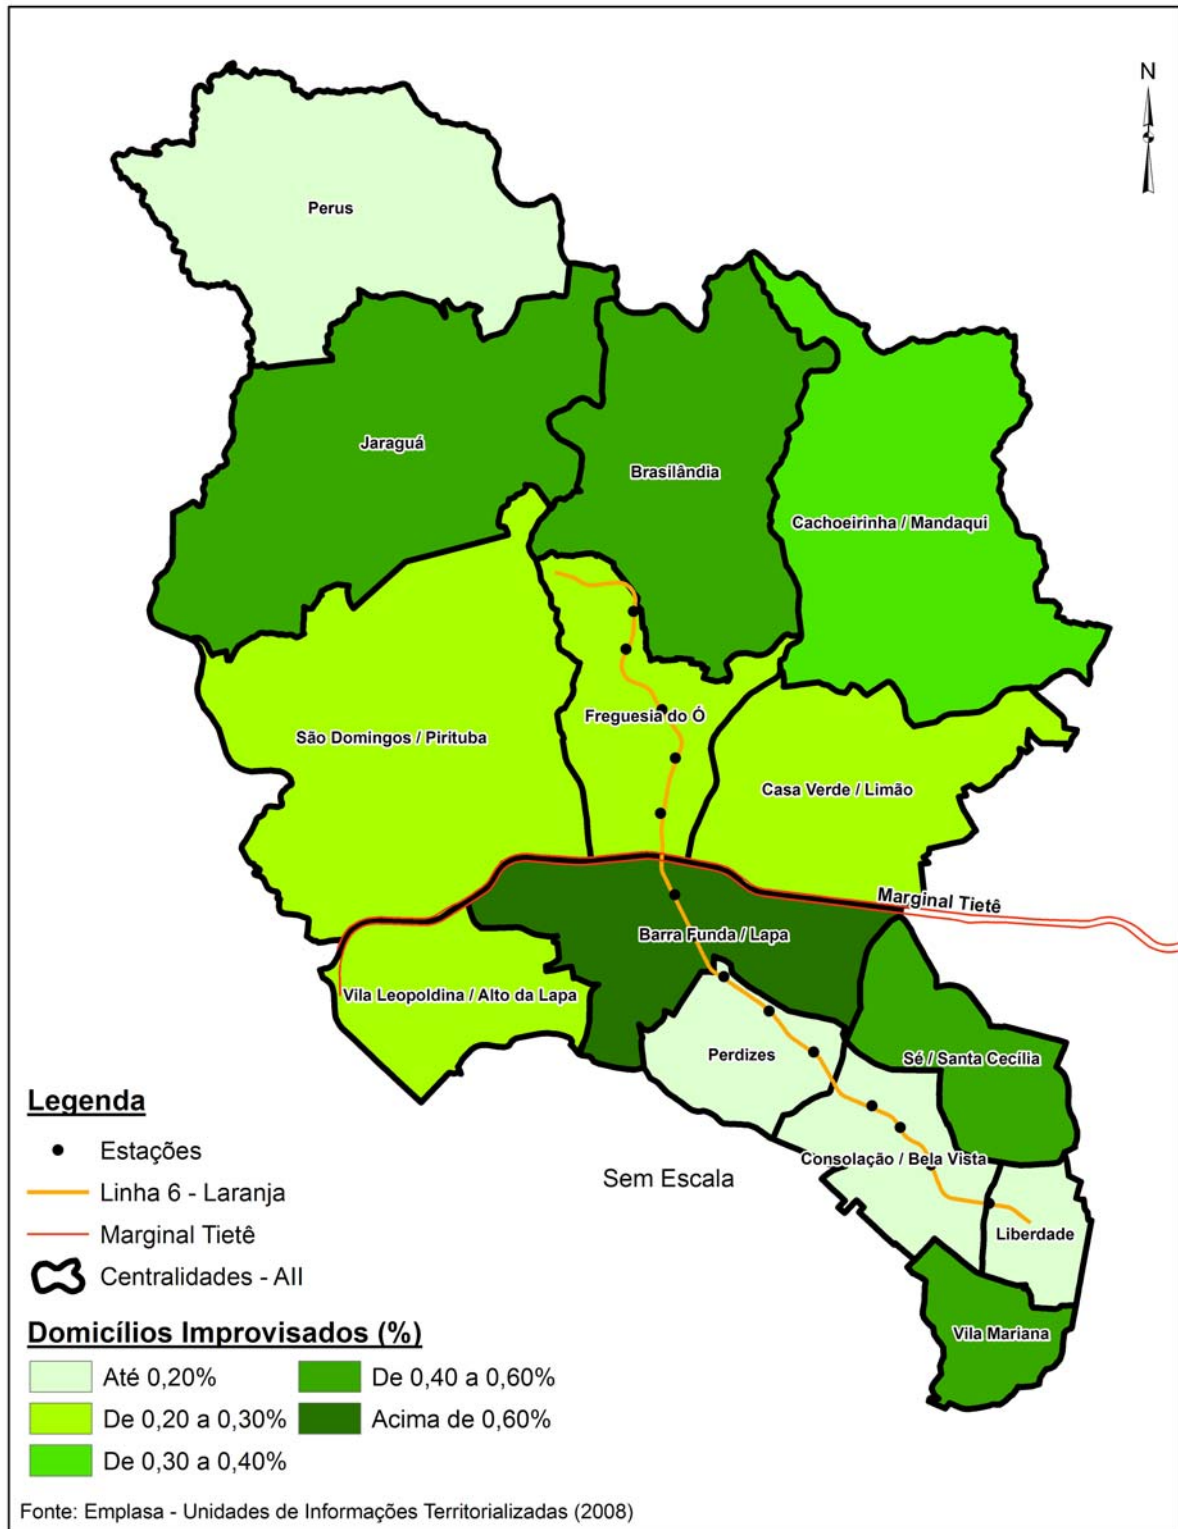 N
Perus
Jaraguá
Brasilândia
Cachoeirinha / Mandaqui
Freguesia do Ó
São Domingos / Pirituba
Casa Verde / Limão
Marginal Tietê
Barra Funda / Lapa
Vila Leopoldina / Alto da Lapa
Perdizes
Sé / Santa Cecília
Consolação / Bela Vista
Liberdade
Vila Mariana
Sem Escala
Legenda
Estações
Linha 6 - Laranja
Marginal Tietê
Centralidades - AII
Domicílios Improvisados (%)
Até 0,20%
De 0,20 a 0,30%
De 0,30 a 0,40%
De 0,40 a 0,60%
Acima de 0,60%
Fonte: Emplasa - Unidades de Informações Territorializadas (2008)